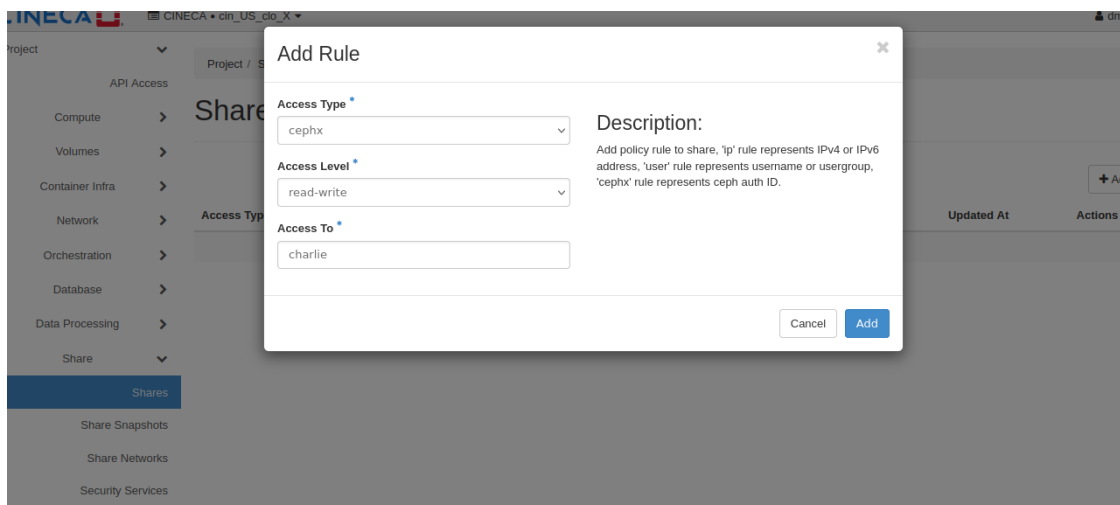 CINECA
CINECA • cin_US_clo_X
Project
API Access
Compute
Volumes
Container Infra
Network
Orchestration
Database
Data Processing
Share
Shares
Share Snapshots
Share Networks
Security Services
Project /
Share
Access Typ
Updated At
Actions
Add Rule
Access Type *
cephx
Access Level *
read-write
Access To *
charlie
Description:
Add policy rule to share, 'ip' rule represents IPv4 or IPv6
address, 'user' rule represents username or usergroup,
'cephx' rule represents ceph auth ID.
Cancel
Add